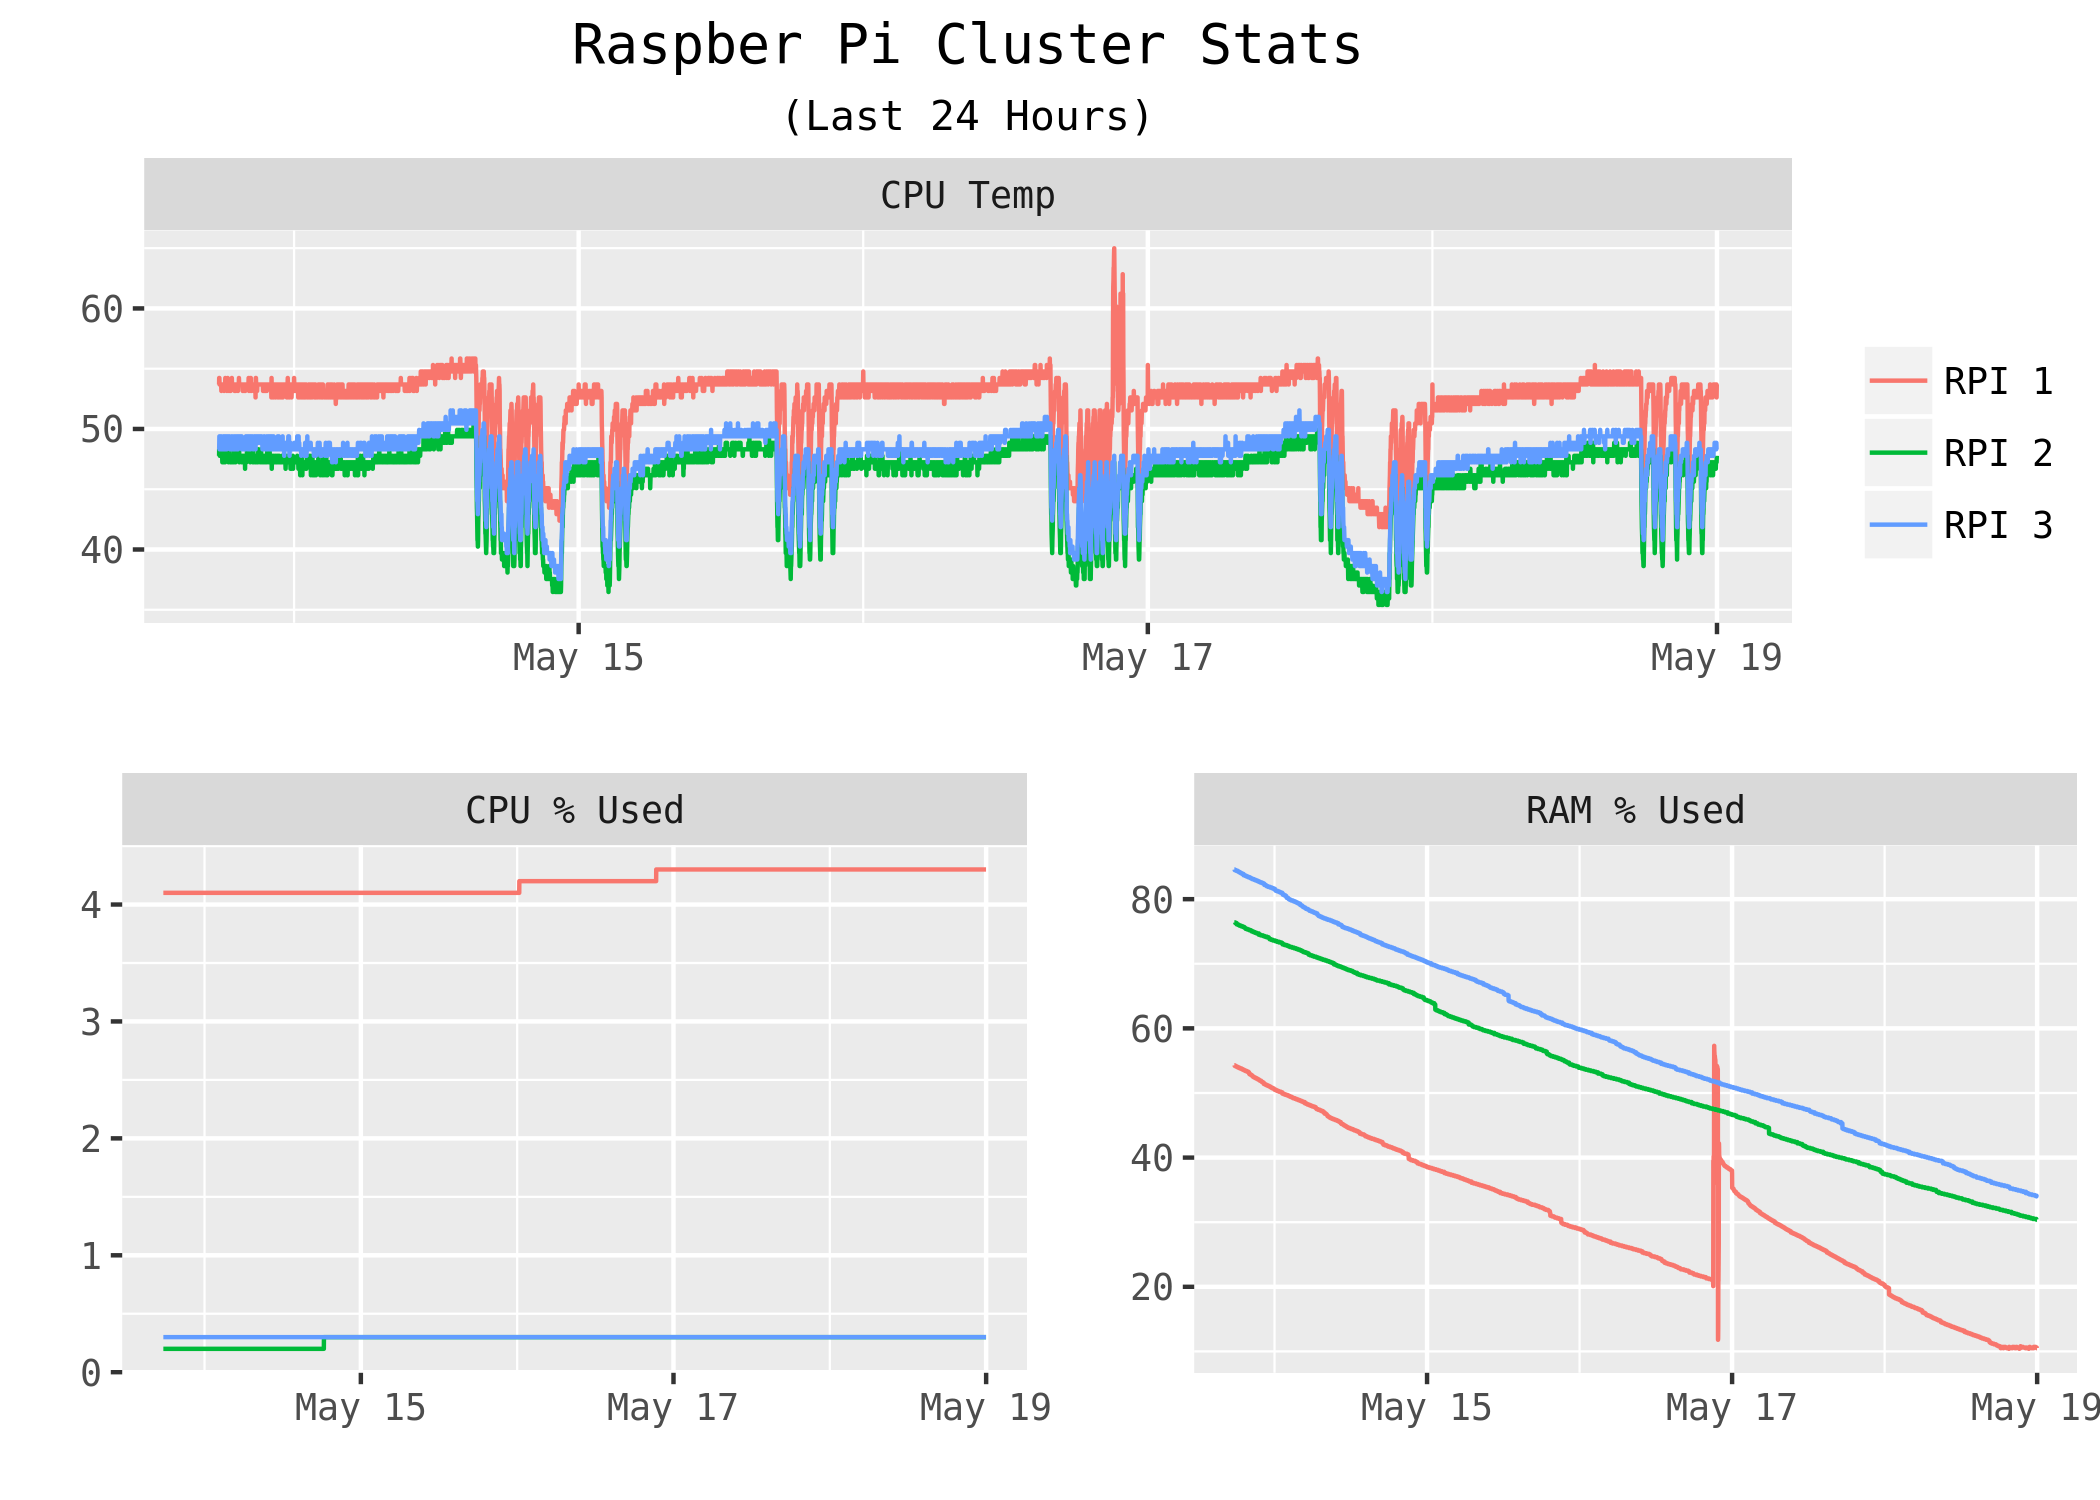 Raspber Pi Cluster Stats
(Last 24 Hours)
CPU Temp
60
50
40
May 15 May 17 May 19
RPI 1
RPI 2
RPI 3
CPU % Used
4
3
2
1
0
May 15 May 17 May 19
RAM % Used
80
60
40
20
May 15 May 17 May 19